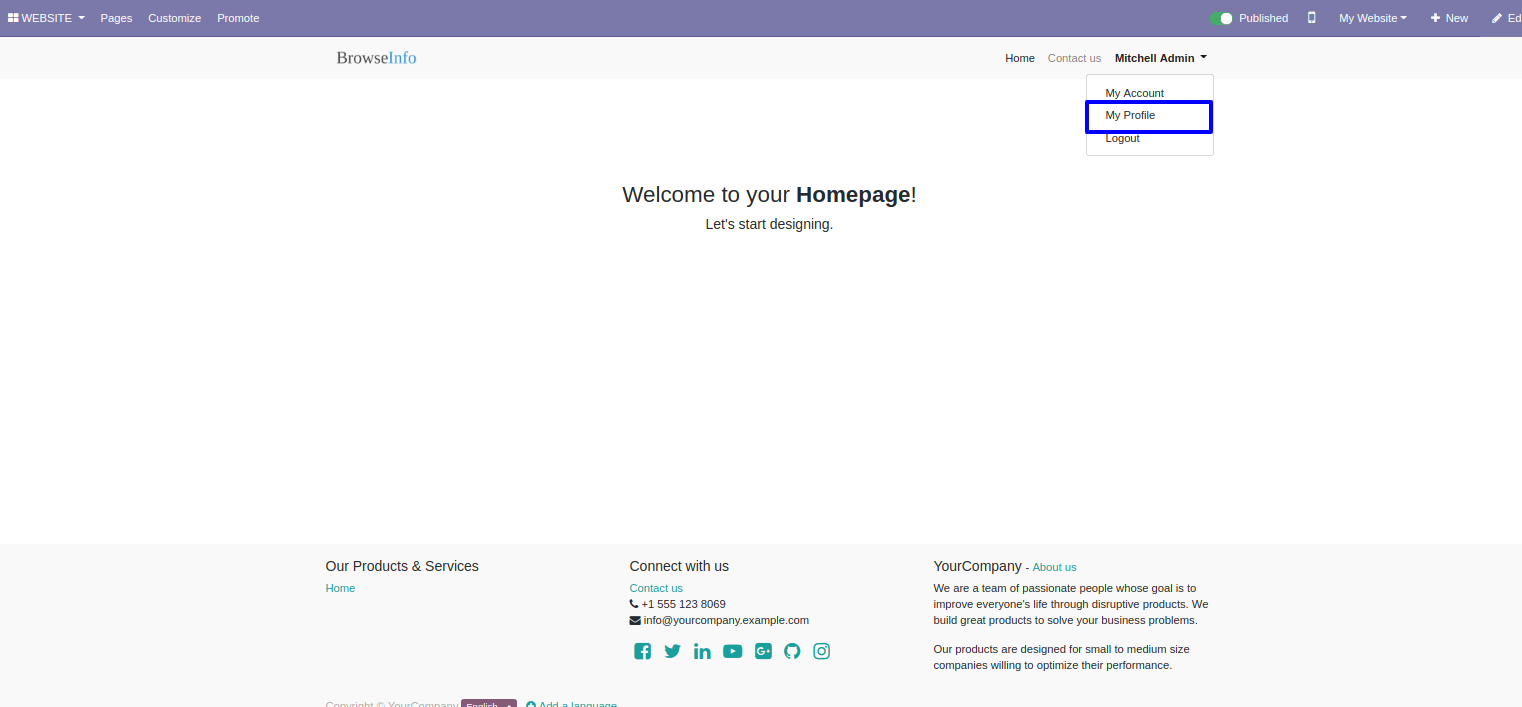 WEBSITE Pages Customize Promote Published My Website New Ed
BrowseInfo Home Contact us Mitchell Admin
My Account
My Profile
Logout
Welcome to your Homepage!
Let's start designing.
Our Products & Services
Home
Connect with us
Contact us
+1 555 123 8069
info@yourcompany.example.com
YourCompany - About us
We are a team of passionate people whose goal is to
improve everyone's life through disruptive products. We
build great products to solve your business problems.
Our products are designed for small to medium size
companies willing to optimize their performance.
Copyright © YourCompany English Add a language